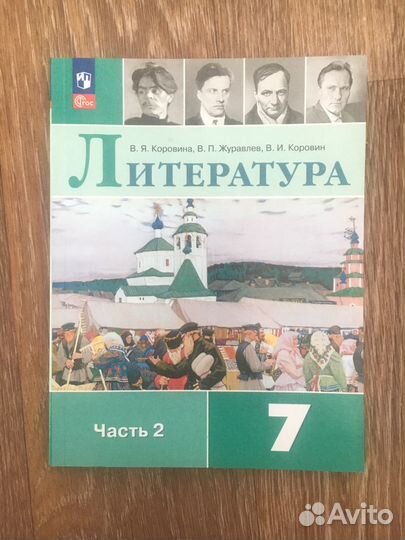 ФГОС
В. Я. Коровина, В. П. Журавлев, В. И. Коровин
ЛИТЕРАТУРА
Часть 2
7
Avito